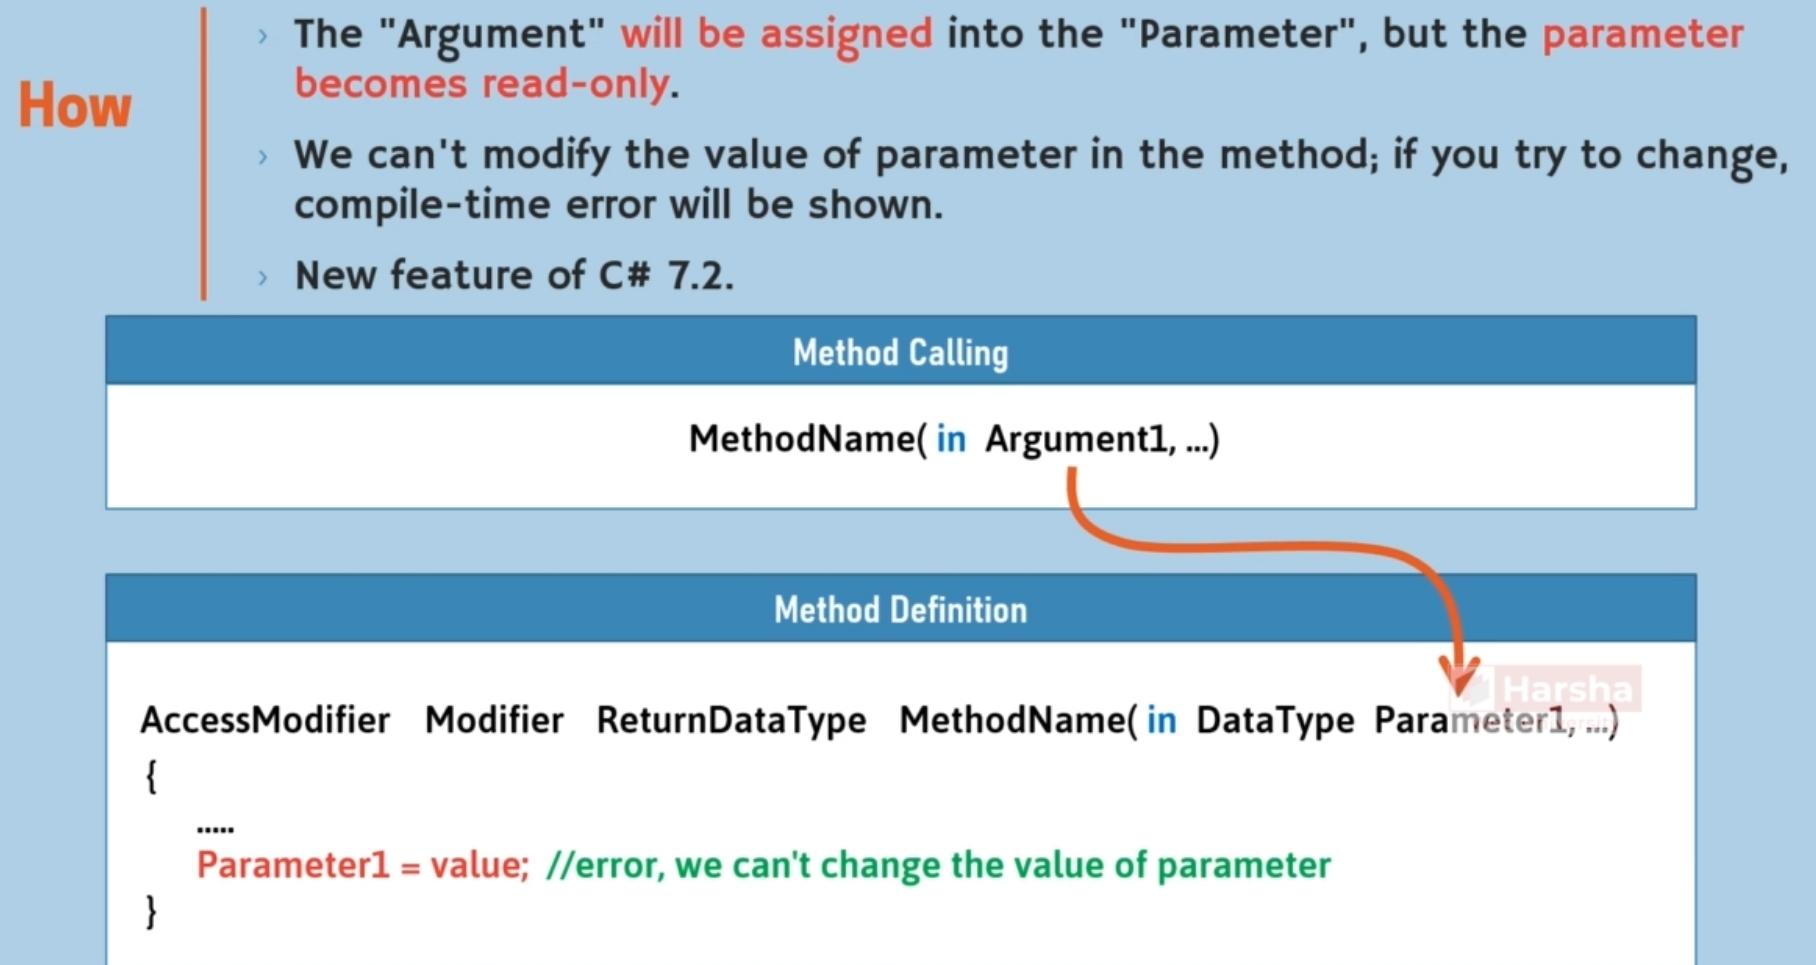 How
› The "Argument" will be assigned into the "Parameter", but the parameter
becomes read-only.
› We can't modify the value of parameter in the method; if you try to change,
compile-time error will be shown.
› New feature of C# 7.2.
Method Calling
MethodName( in Argument1, ...)
Method Definition
Harsha
AccessModifier Modifier ReturnDataType MethodName( in DataType Parameter1, ...)
{
.....
Parameter1 = value; //error, we can't change the value of parameter
}